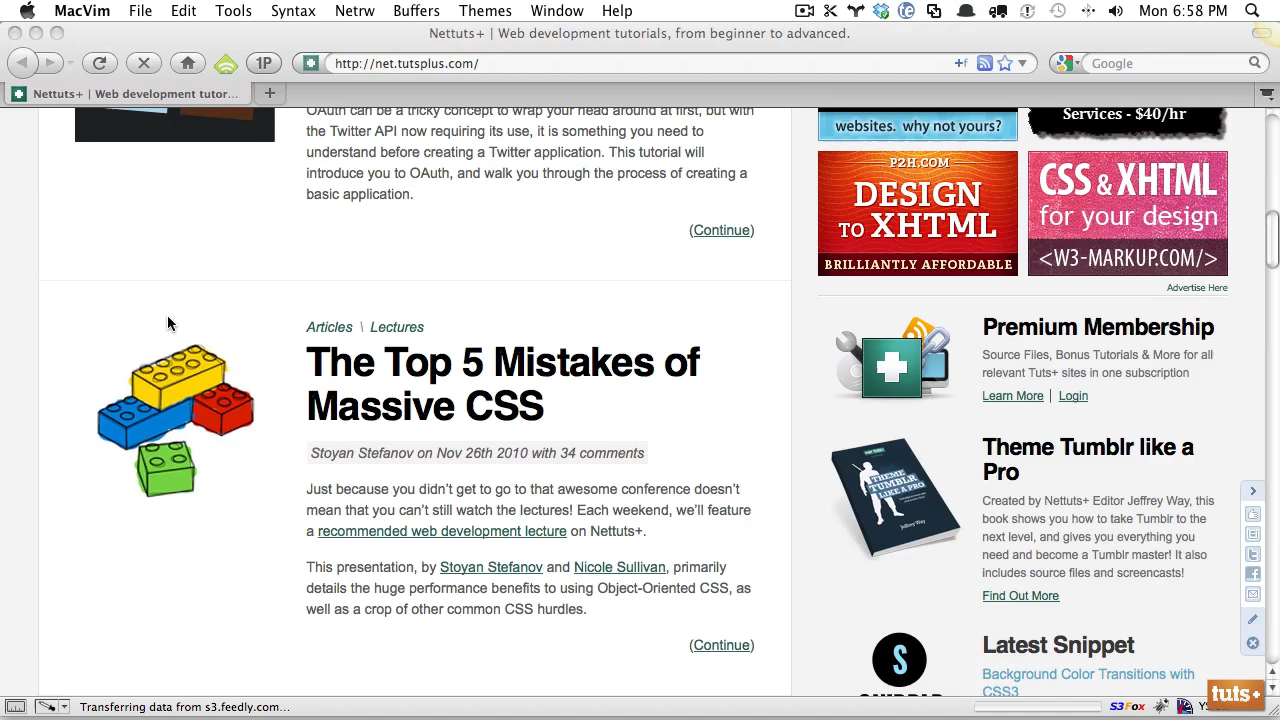 MacVim File Edit Tools Syntax Netrw Buffers Themes Window Help Mon 6:58 PM
Nettuts+ | Web development tutorials, from beginner to advanced.
1P http://net.tutsplus.com/ Google
Nettuts+ | Web development tutor...
OAuth can be a tricky concept to wrap your head around at first, but with
the Twitter API now requiring its use, it is something you need to
understand before creating a Twitter application. This tutorial will
introduce you to OAuth, and walk you through the process of creating a
basic application.
(Continue)
Articles \ Lectures
The Top 5 Mistakes of
Massive CSS
Stoyan Stefanov on Nov 26th 2010 with 34 comments
Just because you didn't get to go to that awesome conference doesn't
mean that you can't still watch the lectures! Each weekend, we'll feature
a recommended web development lecture on Nettuts+.
This presentation, by Stoyan Stefanov and Nicole Sullivan, primarily
details the huge performance benefits to using Object-Oriented CSS, as
well as a crop of other common CSS hurdles.
(Continue)
websites. why not yours?
Services - $40/hr
P2H.COM
DESIGN
TO XHTML
BRILLIANTLY AFFORDABLE
CSS & XHTML
for your design
<W3-MARKUP.COM/>
Advertise Here
Premium Membership
Source Files, Bonus Tutorials & More for all
relevant Tuts+ sites in one subscription
Learn More | Login
THEME
TUMBLR
LIKE A PRO
Jeffrey Way
Theme Tumblr like a
Pro
Created by Nettuts+ Editor Jeffrey Way, this
book shows you how to take Tumblr to the
next level, and gives you everything you
need and become a Tumblr master! It also
includes source files and screencasts!
Find Out More
S
Latest Snippet
Background Color Transitions with
CSS3
Transferring data from s3.feedly.com...
S3Fox
tuts+